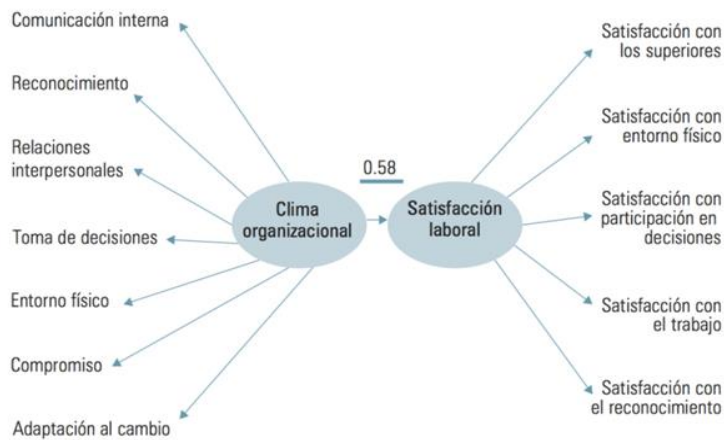 Comunicación interna
Reconocimiento
Relaciones
interpersonales
Toma de decisiones
Entorno físico
Compromiso
Adaptación al cambio
Clima
organizacional
0.58
Satisfacción
laboral
Satisfacción con
los superiores
Satisfacción con
entorno físico
Satisfacción con
participación en
decisiones
Satisfacción con
el trabajo
Satisfacción con
el reconocimiento